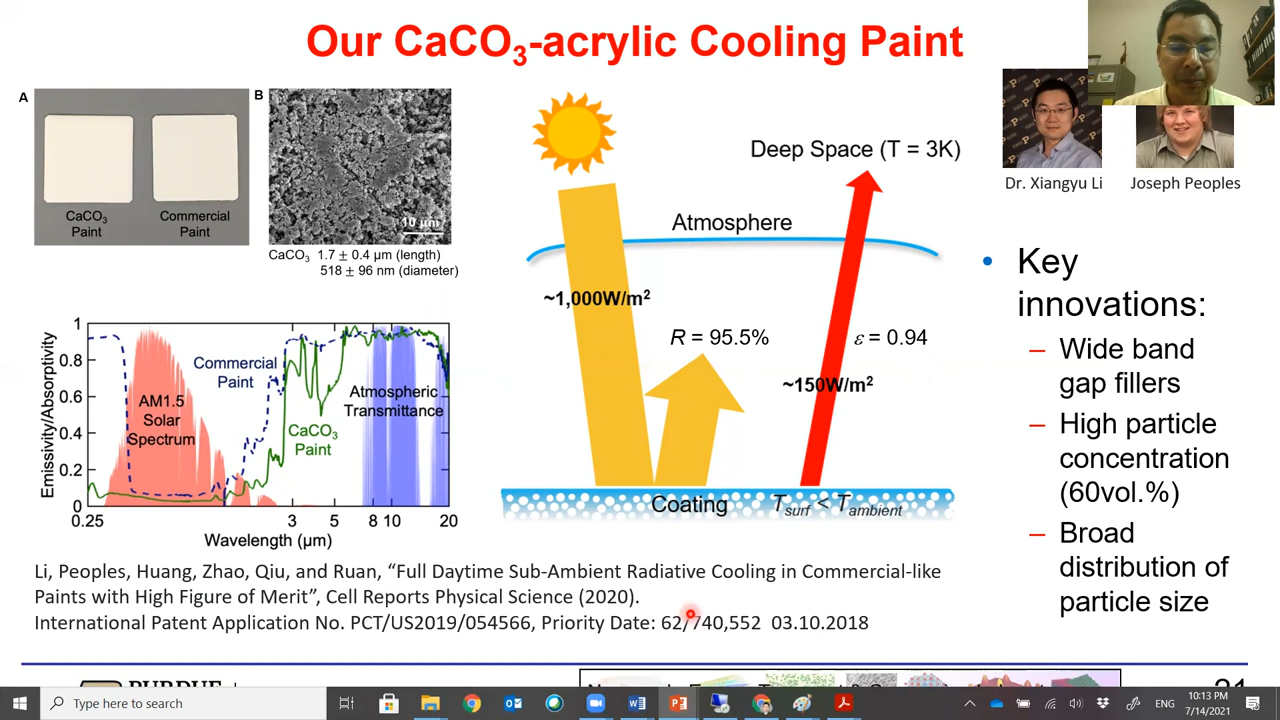 Our CaCO₃-acrylic Cooling Paint
A
CaCO₃
Paint
Commercial
Paint
B
10 µm
CaCO₃ 1.7 ± 0.4 µm (length)
518 ± 96 nm (diameter)
Emissivity/Absorptivity
1
0.8
0.6
0.4
0.2
0
0.25
3
5
8
10
20
Wavelength (µm)
AM1.5
Solar
Spectrum
Commercial
Paint
CaCO₃
Paint
Atmospheric
Transmittance
Deep Space (T = 3K)
Atmosphere
~1,000W/m²
R = 95.5%
ε = 0.94
~150W/m²
Coating
Tsurf < Tambient
Dr. Xiangyu Li
Joseph Peoples
• Key
innovations:
– Wide band
gap fillers
– High particle
concentration
(60vol.%)
– Broad
distribution of
particle size
Li, Peoples, Huang, Zhao, Qiu, and Ruan, “Full Daytime Sub-Ambient Radiative Cooling in Commercial-like
Paints with High Figure of Merit”, Cell Reports Physical Science (2020).
International Patent Application No. PCT/US2019/054566, Priority Date: 62/740,552 03.10.2018
PURDUE
21
Type here to search
ENG
10:13 PM
7/14/2021